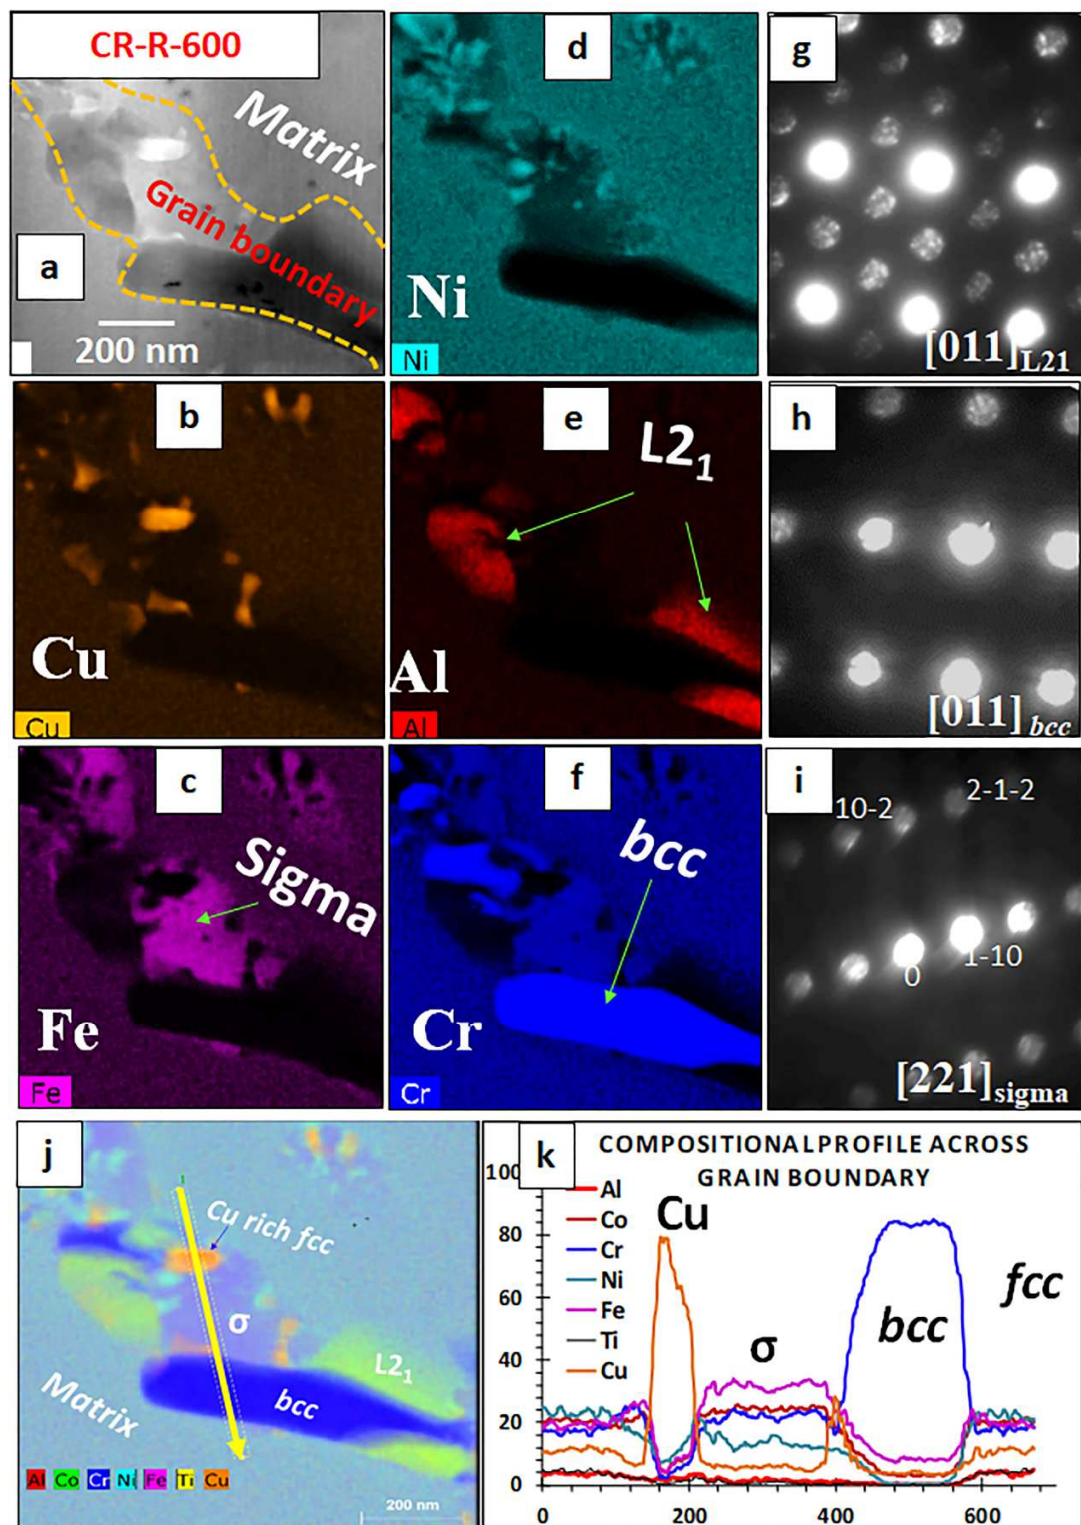 CR-R-600
Matrix
Grain boundary
a
200 nm
d
Ni
Ni
g
[011]L21
b
Cu
Cu
e
L2₁
Al
Al
h
[011]bcc
c
Sigma
Fe
Fe
f
bcc
Cr
Cr
i
10-2
2-1-2
0
1-10
[221]sigma
j
Cu rich fcc
σ
L2₁
bcc
Matrix
Al Co Cr Ni Fe Ti Cu
200 nm
k
COMPOSITIONAL PROFILE ACROSS
GRAIN BOUNDARY
100
80
60
40
20
0
Al
Co
Cr
Ni
Fe
Ti
Cu
Cu
σ
bcc
fcc
0 200 400 600